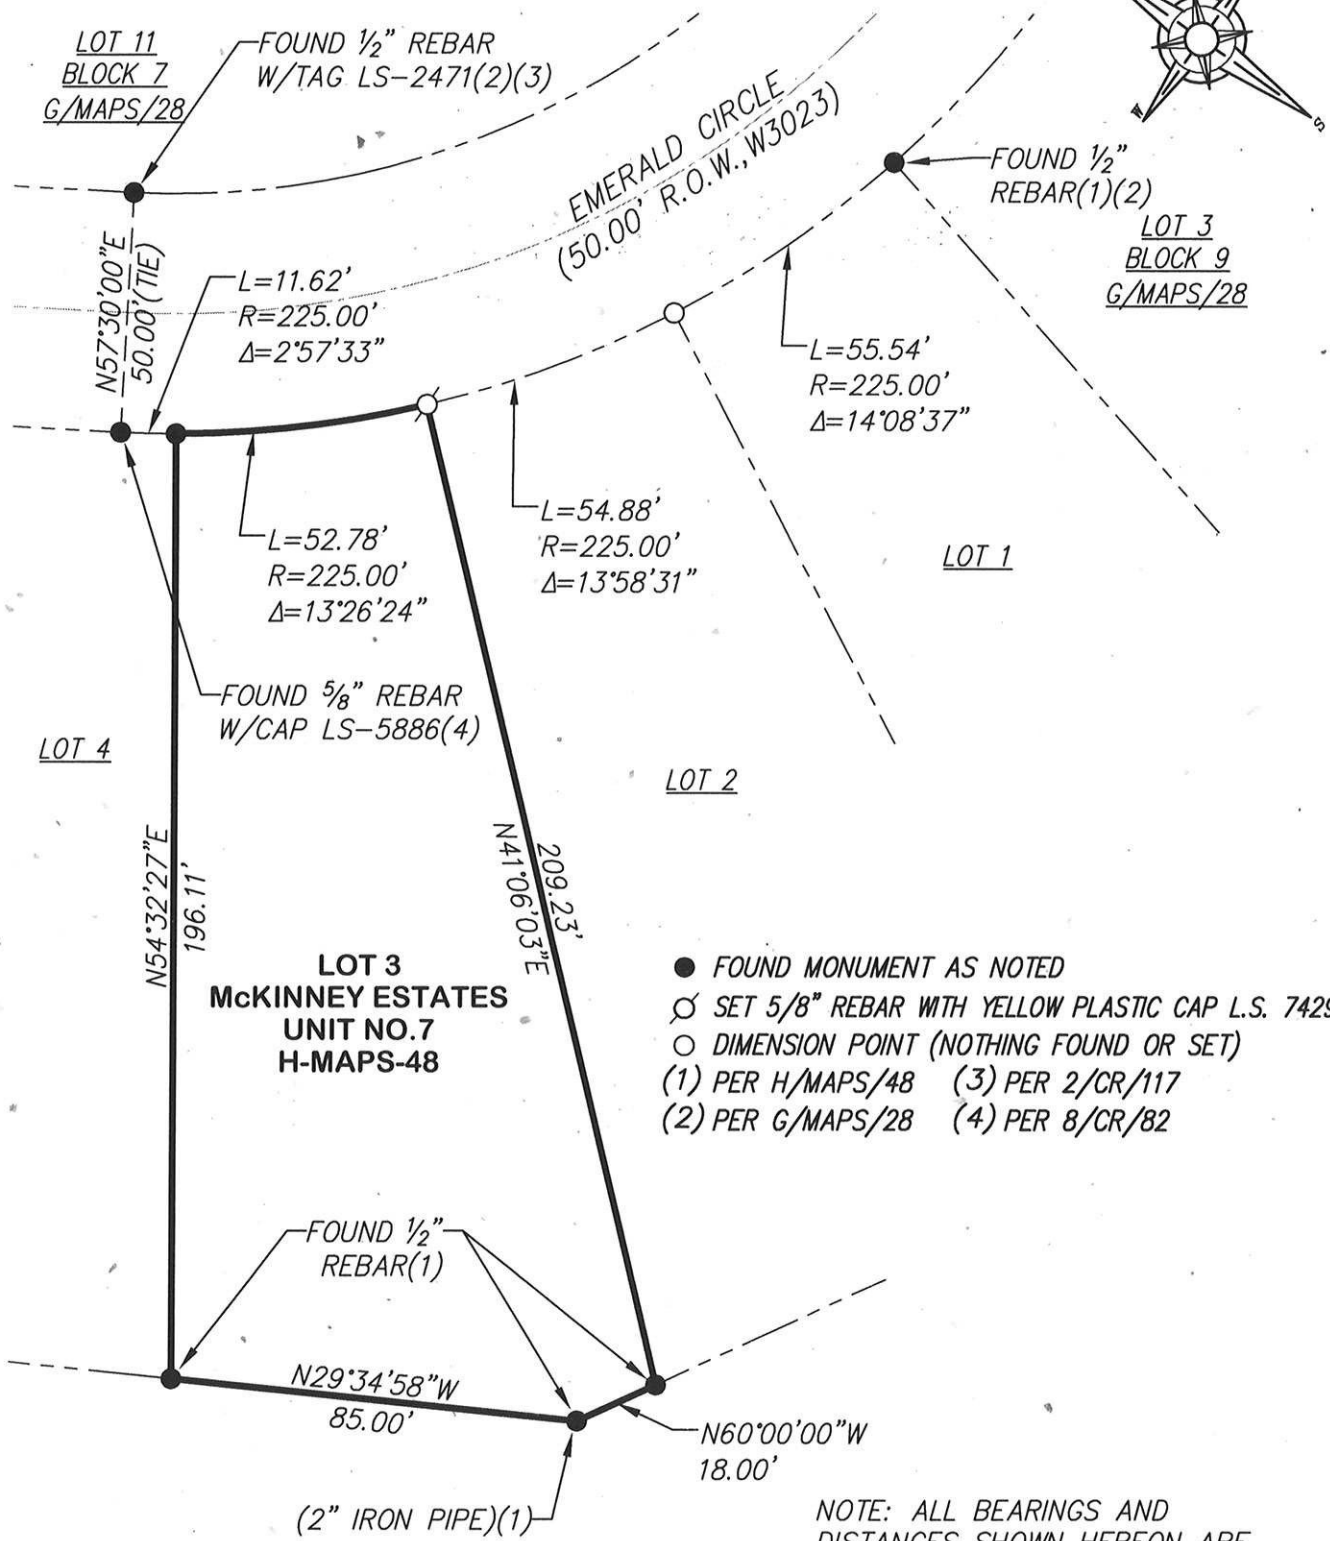 LOT 11
BLOCK 7
G/MAPS/28
FOUND ½" REBAR
W/TAG LS-2471(2)(3)
W
S
EMERALD CIRCLE
(50.00' R.O.W.,W3023)
FOUND ½"
REBAR(1)(2)
LOT 3
BLOCK 9
G/MAPS/28
N57°30'00"E
50.00'(TIE)
L=11.62'
R=225.00'
Δ=2°57'33"
L=55.54'
R=225.00'
Δ=14°08'37"
L=52.78'
R=225.00'
Δ=13°26'24"
L=54.88'
R=225.00'
Δ=13°58'31"
LOT 1
FOUND ⅝" REBAR
W/CAP LS-5886(4)
LOT 4
LOT 2
N54°32'27"E
196.11'
209.23'
N41°06'03"E
LOT 3
McKINNEY ESTATES
UNIT NO.7
H-MAPS-48
FOUND MONUMENT AS NOTED
SET 5/8" REBAR WITH YELLOW PLASTIC CAP L.S. 7429
DIMENSION POINT (NOTHING FOUND OR SET)
(1) PER H/MAPS/48 (3) PER 2/CR/117
(2) PER G/MAPS/28 (4) PER 8/CR/82
FOUND ½"
REBAR(1)
N29°34'58"W
85.00'
N60°00'00"W
18.00'
(2" IRON PIPE)(1)
NOTE: ALL BEARINGS AND
DISTANCES SHOWN HEREON ARE